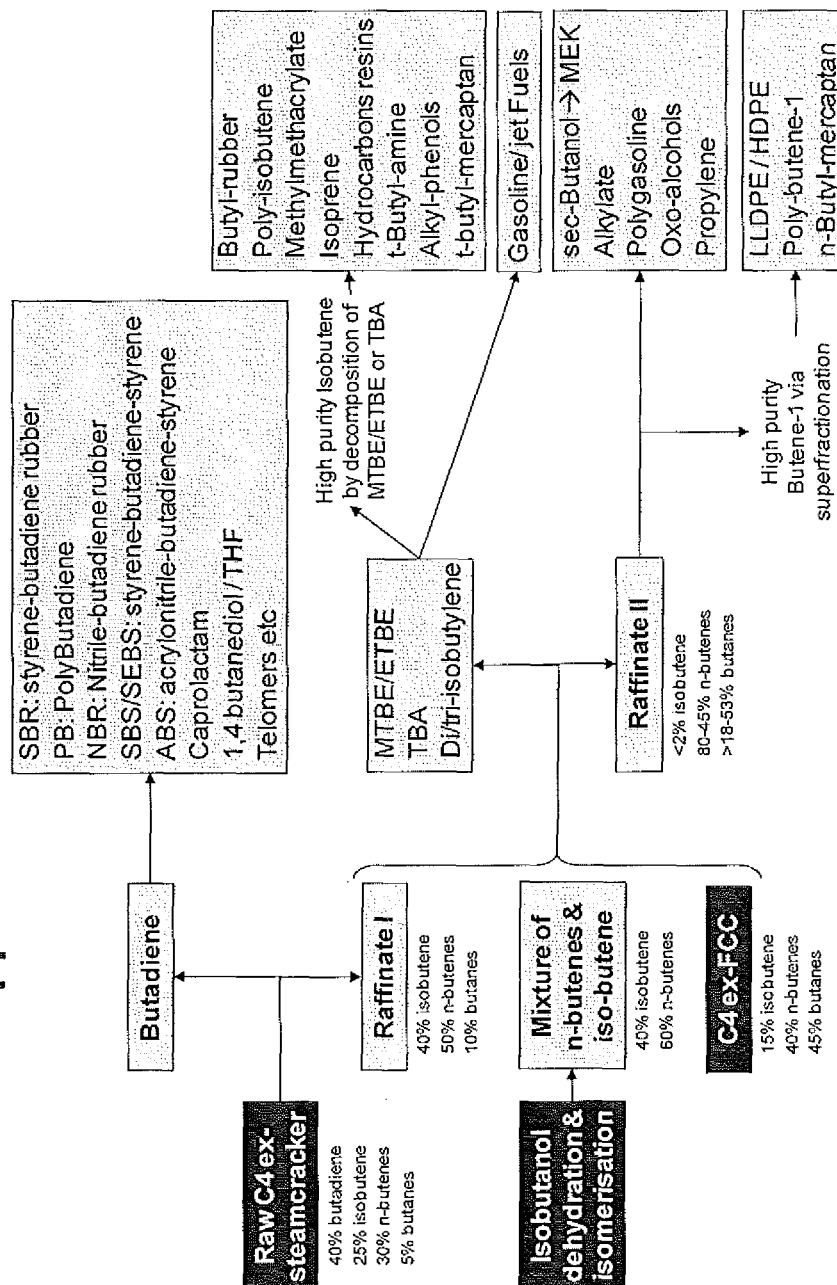 Raw C4 ex-
steamcracker
40% butadiene
25% isobutene
30% n-butenes
5% butanes
Isobutanol
dehydration &
isomerisation
Butadiene
Raffinate I
40% isobutene
50% n-butenes
10% butanes
Mixture of
n-butenes &
iso-butene
40% isobutene
60% n-butenes
C4 ex-FCC
15% isobutene
40% n-butenes
45% butanes
SBR: styrene-butadiene rubber
PB: PolyButadiene
NBR: Nitrile-butadiene rubber
SBS/SEBS: styrene-butadiene-styrene
ABS: acrylonitrile-butadiene-styrene
Caprolactam
1,4 butanediol / THF
Telomers etc
MTBE/ETBE
TBA
Di/tri-isobutylene
Raffinate II
<2% isobutene
80-45% n-butenes
>18-53% butanes
High purity Isobutene
by decomposition of
MTBE/ETBE or TBA
High purity
Butene-1 via
superfractionation
Butyl-rubber
Poly-isobutene
Methylmethacrylate
Isoprene
Hydrocarbons resins
t-Butyl-amine
Alkyl-phenols
t-butyl-mercaptan
Gasoline/jet Fuels
sec-Butanol → MEK
Alkylate
Polygasoline
Oxo-alcohols
Propylene
LLDPE / HDPE
Poly-butene-1
n-Butyl-mercaptan